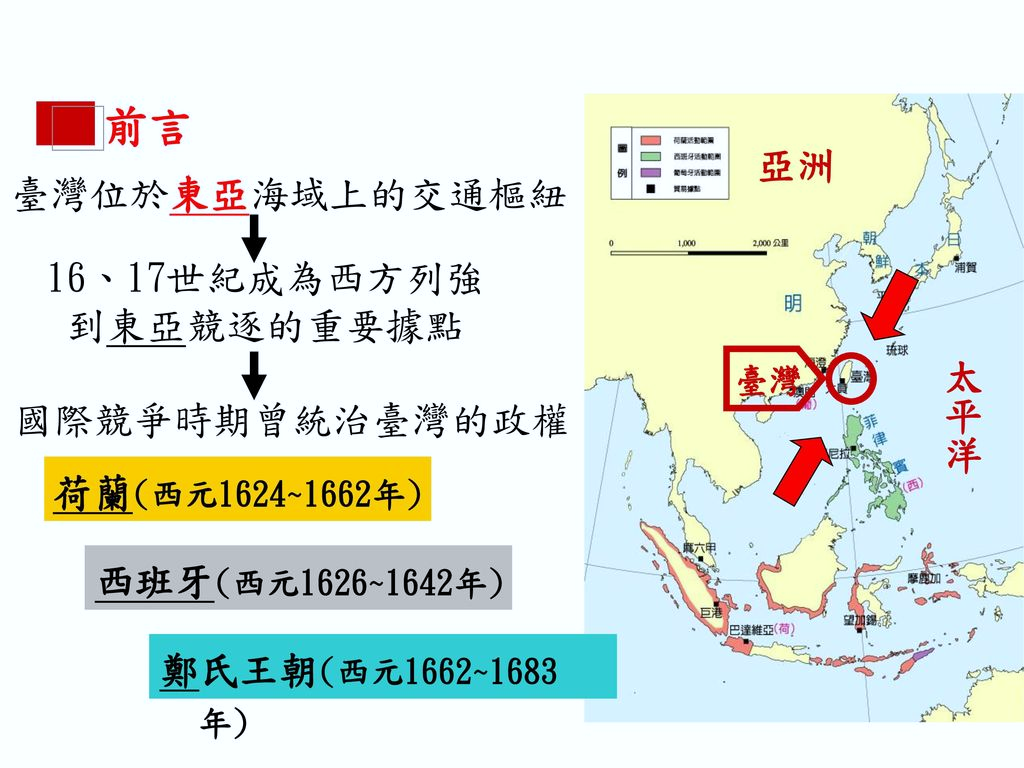 前言
臺灣位於東亞海域上的交通樞紐
16、17世紀成為西方列強
到東亞競逐的重要據點
國際競爭時期曾統治臺灣的政權
荷蘭(西元1624~1662年)
西班牙(西元1626~1642年)
鄭氏王朝(西元1662~1683
年)
圖例
荷蘭活動範圍
西班牙活動範圍
葡萄牙活動範圍
貿易據點
0 1,000 2,000 公里
亞洲
朝鮮
日本
浦賀
明
琉球
臺灣
臺灣
太平洋
菲律賓
(西)
尼拉
麻六甲
巨港
巴達維亞(荷)
望加錫
摩鹿加